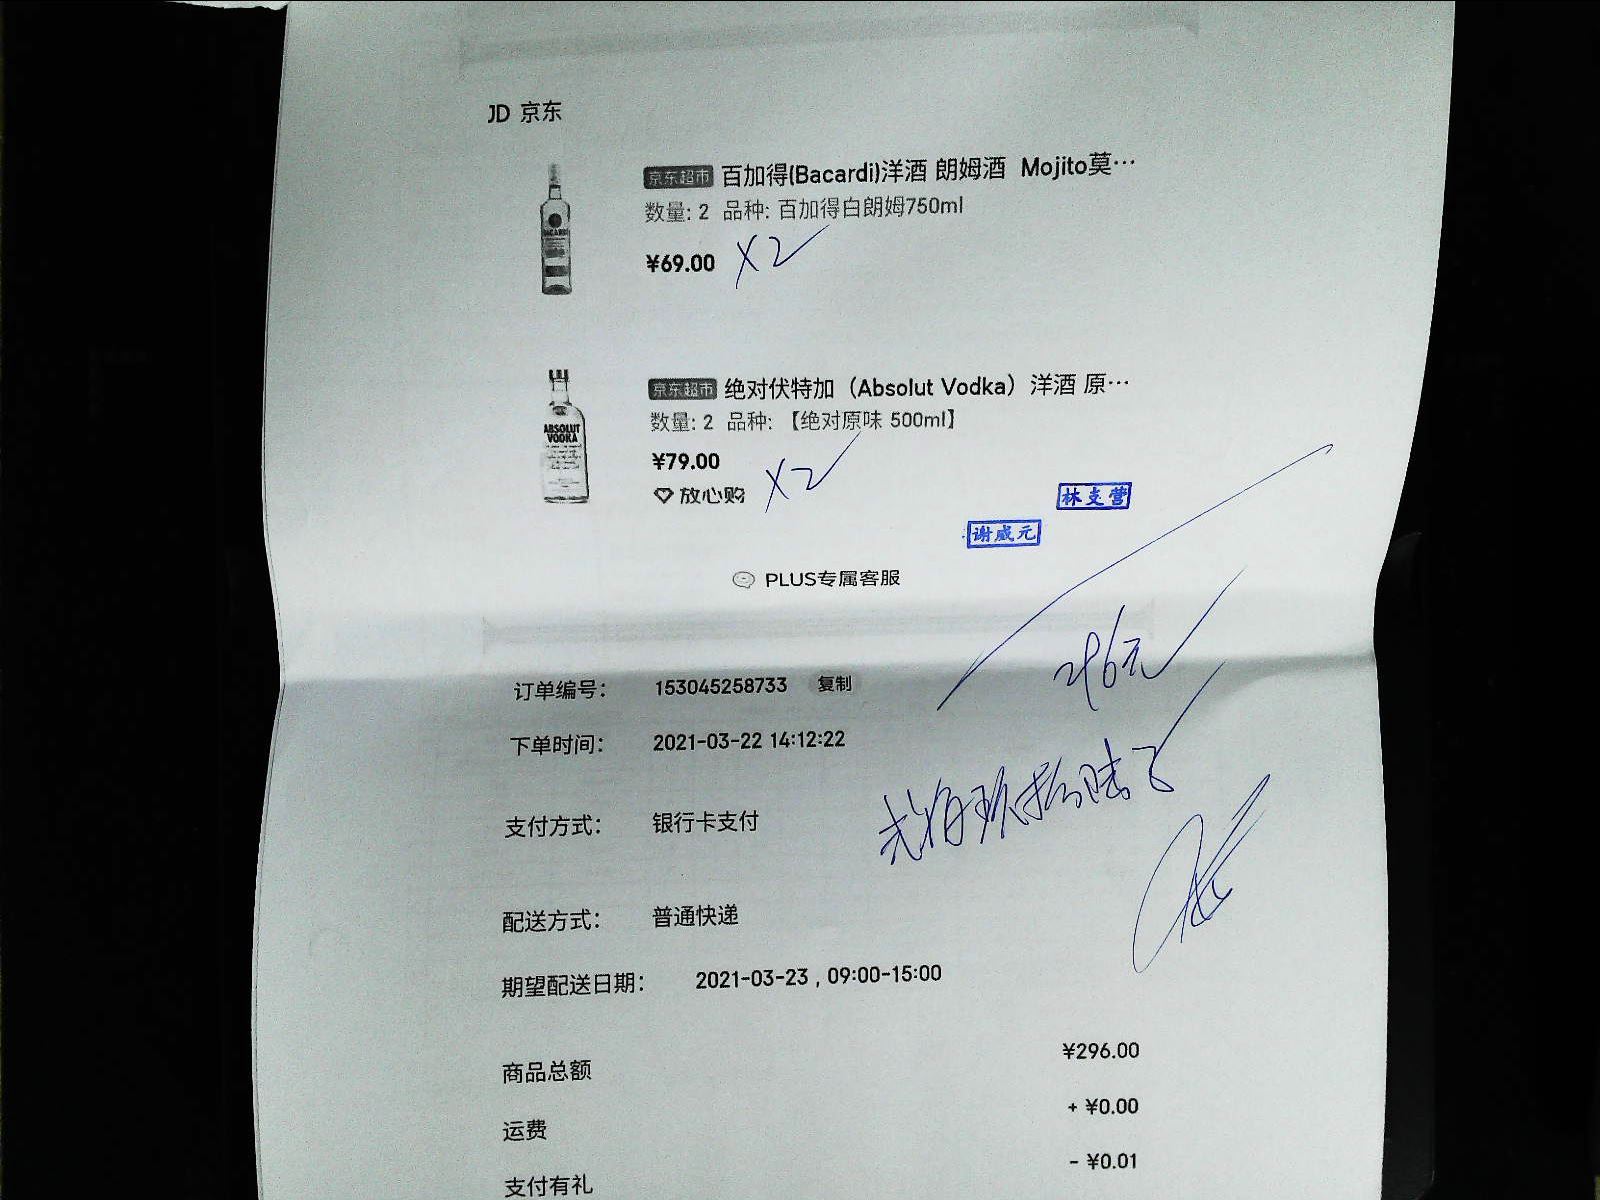 JD 京东
京东超市 百加得(Bacardi)洋酒 朗姆酒 Mojito莫…
数量: 2 品种: 百加得白朗姆750ml
BACARDI
¥69.00 X2
京东超市 绝对伏特加（Absolut Vodka）洋酒 原…
数量: 2 品种: 【绝对原味 500ml】
ABSOLUT
VODKA
¥79.00
放心购 X2
林支营
谢威元
PLUS专属客服
296元
订单编号： 153045258733 复制
下单时间： 2021-03-22 14:12:22
支付方式： 银行卡支付
配送方式： 普通快递
期望配送日期： 2021-03-23 , 09:00-15:00
商品总额 ¥296.00
运费 + ¥0.00
支付有礼 - ¥0.01